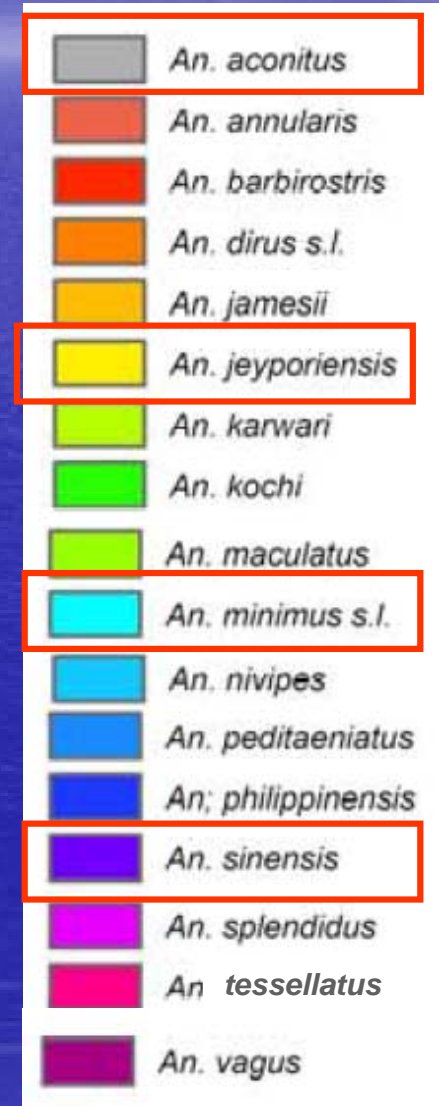 An. aconitus
An. annularis
An. barbirostris
An. dirus s.l.
An. jamesii
An. jeyporiensis
An. karwari
An. kochi
An. maculatus
An. minimus s.l.
An. nivipes
An. peditaeniatus
An; philippinensis
An. sinensis
An. splendidus
An tessellatus
An. vagus